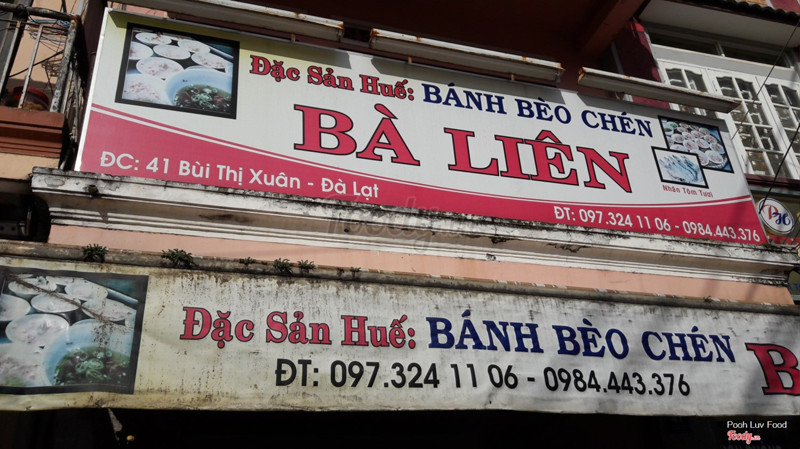 Đặc Sản Huế: BÁNH BÈO CHÉN
BÀ LIÊN
Nhân Tôm Tươi
ĐC: 41 Bùi Thị Xuân - Đà Lạt
ĐT: 097.324 11 06 - 0984.443.376
Đặc Sản Huế: BÁNH BÈO CHÉN
ĐT: 097.324 11 06 - 0984.443.376
Pooh Luv Food
Foody.vn